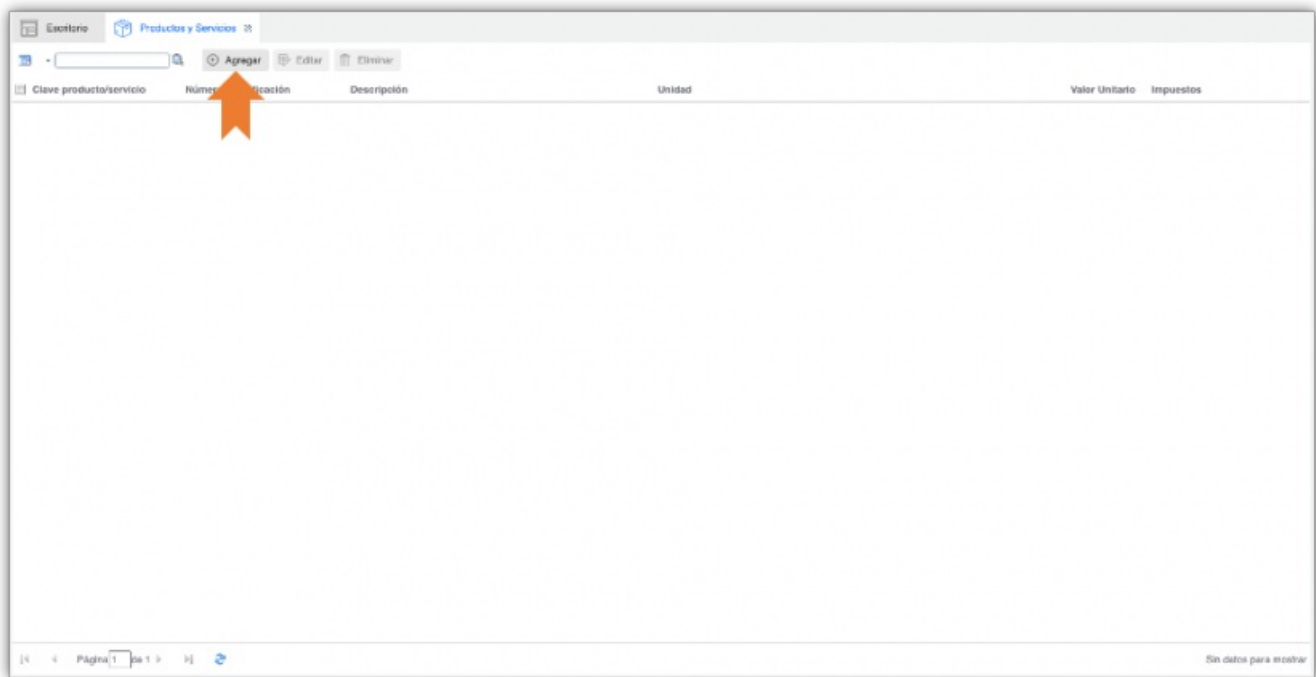 Escritorio Productos y Servicios
Agregar Editar Eliminar
Clave producto/servicio Descripción Unidad Valor Unitario Impuestos
Página 1 de 1
Sin datos para mostrar